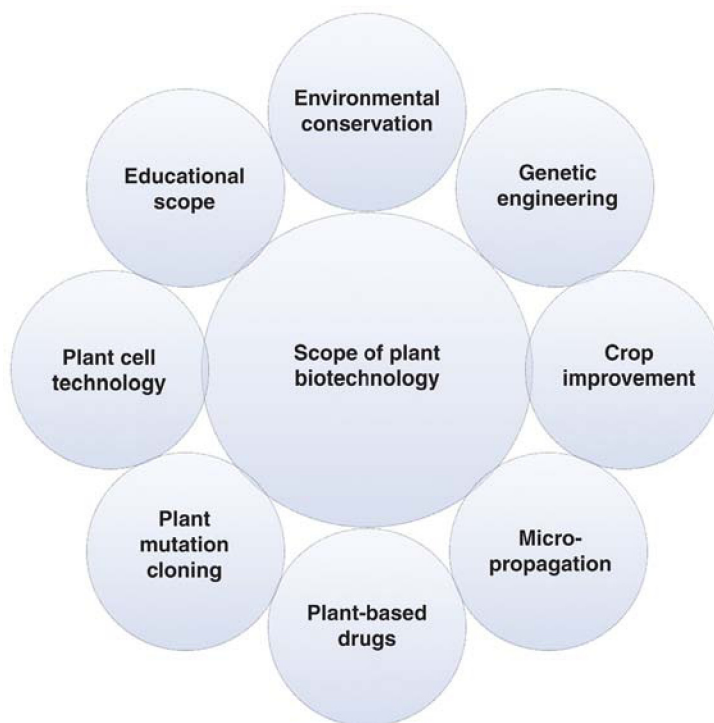 Environmental
conservation
Genetic
engineering
Crop
improvement
Micro-
propagation
Plant-based
drugs
Plant
mutation
cloning
Plant cell
technology
Educational
scope
Scope of plant
biotechnology